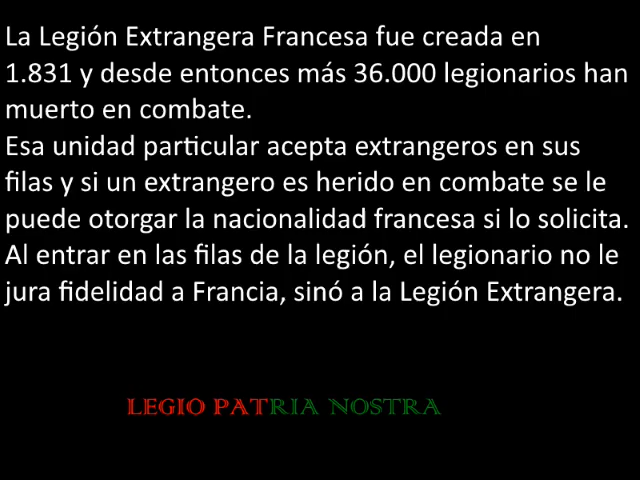 La Legión Extrangera Francesa fue creada en
1.831 y desde entonces más 36.000 legionarios han
muerto en combate.
Esa unidad particular acepta extrangeros en sus
filas y si un extrangero es herido en combate se le
puede otorgar la nacionalidad francesa si lo solicita.
Al entrar en las filas de la legión, el legionario no le
jura fidelidad a Francia, sinó a la Legión Extrangera.
LEGIO PATRIA NOSTRA